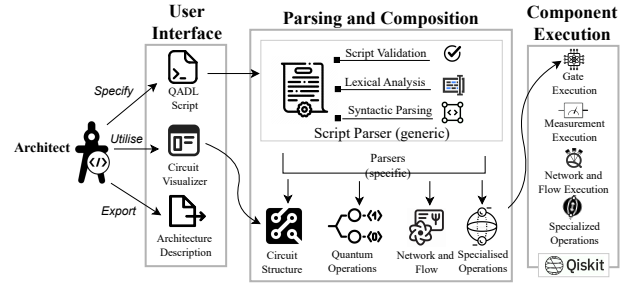 User
Interface
Parsing and Composition
Component
Execution
Architect
Specify
Utilise
Export
QADL
Script
Circuit
Visualizer
Architecture
Description
Script Validation
Lexical Analysis
Syntactic Parsing
Script Parser (generic)
Parsers
(specific)
Circuit
Structure
⟨1⟩
⟨0⟩
Quantum
Operations
Ψ
Network and
Flow
Specialised
Operations
Gate
Execution
Measurement
Execution
Network and
Flow Execution
Specialized
Operations
Qiskit